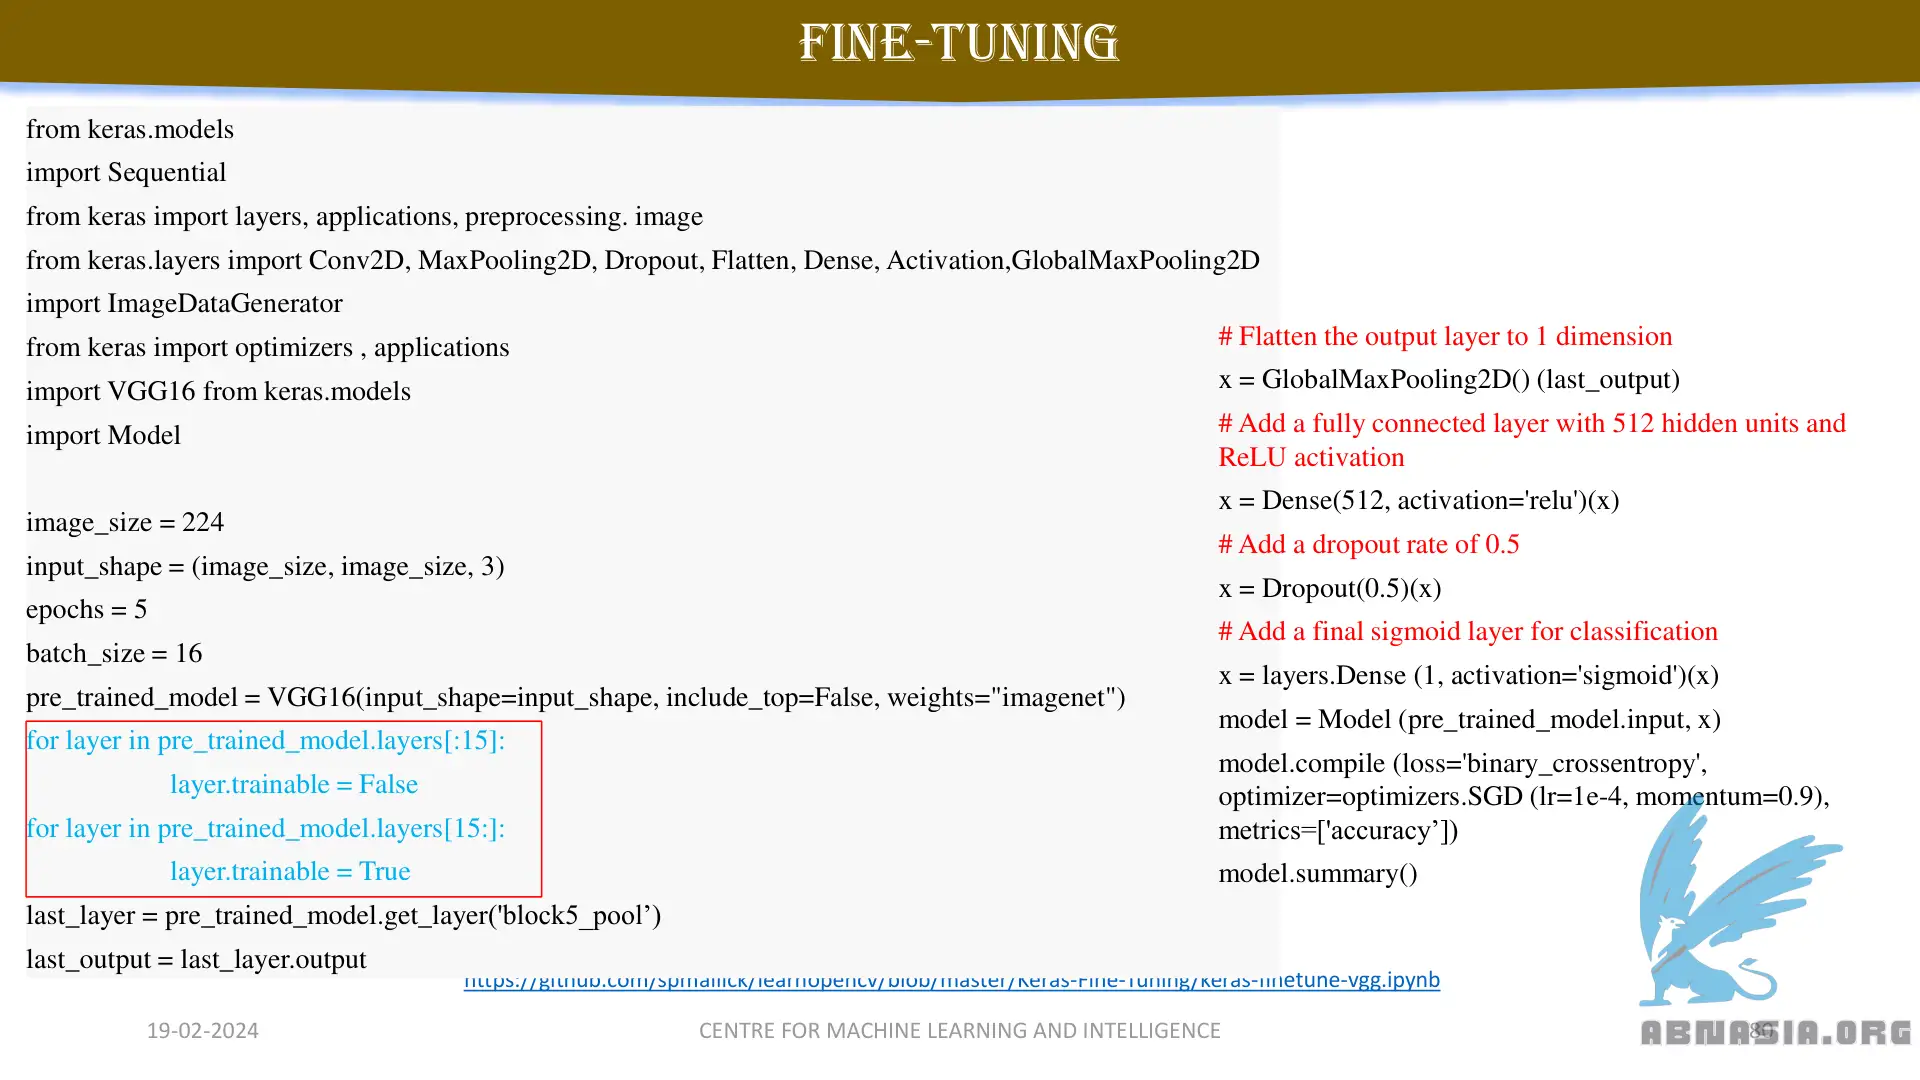 FINE-TUNING
from keras.models
import Sequential
from keras import layers, applications, preprocessing. image
from keras.layers import Conv2D, MaxPooling2D, Dropout, Flatten, Dense, Activation,GlobalMaxPooling2D
import ImageDataGenerator
from keras import optimizers , applications
import VGG16 from keras.models
import Model
image_size = 224
input_shape = (image_size, image_size, 3)
epochs = 5
batch_size = 16
pre_trained_model = VGG16(input_shape=input_shape, include_top=False, weights="imagenet")
for layer in pre_trained_model.layers[:15]:
layer.trainable = False
for layer in pre_trained_model.layers[15:]:
layer.trainable = True
last_layer = pre_trained_model.get_layer('block5_pool’)
last_output = last_layer.output
# Flatten the output layer to 1 dimension
x = GlobalMaxPooling2D() (last_output)
# Add a fully connected layer with 512 hidden units and
ReLU activation
x = Dense(512, activation='relu')(x)
# Add a dropout rate of 0.5
x = Dropout(0.5)(x)
# Add a final sigmoid layer for classification
x = layers.Dense (1, activation='sigmoid')(x)
model = Model (pre_trained_model.input, x)
model.compile (loss='binary_crossentropy',
optimizer=optimizers.SGD (lr=1e-4, momentum=0.9),
metrics=['accuracy’])
model.summary()
https://github.com/spmallick/learnopencv/blob/master/Keras-Fine-Tuning/keras-finetune-vgg.ipynb
19-02-2024
CENTRE FOR MACHINE LEARNING AND INTELLIGENCE
80
ABNASIA.ORG